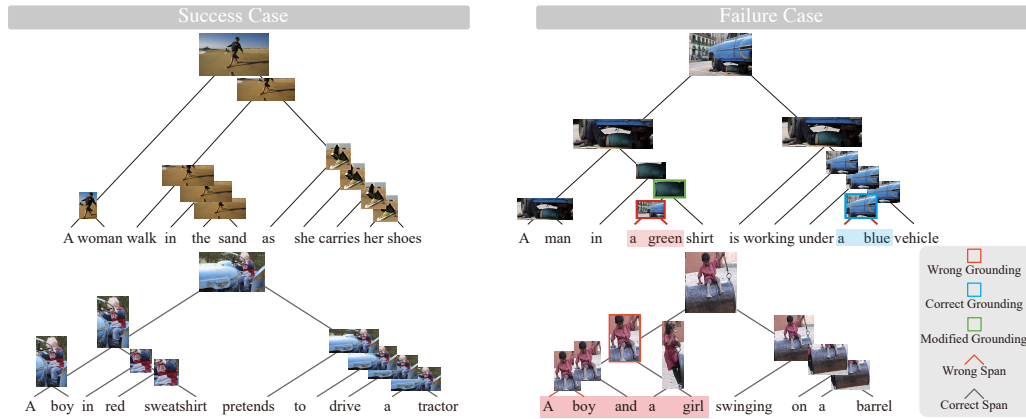 Success Case
A woman walk in the sand as she carries her shoes
A boy in red sweatshirt pretends to drive a tractor
Failure Case
A man in a green shirt is working under a blue vehicle
A boy and a girl swinging on a barrel
Wrong Grounding
Correct Grounding
Modified Grounding
Wrong Span
Correct Span